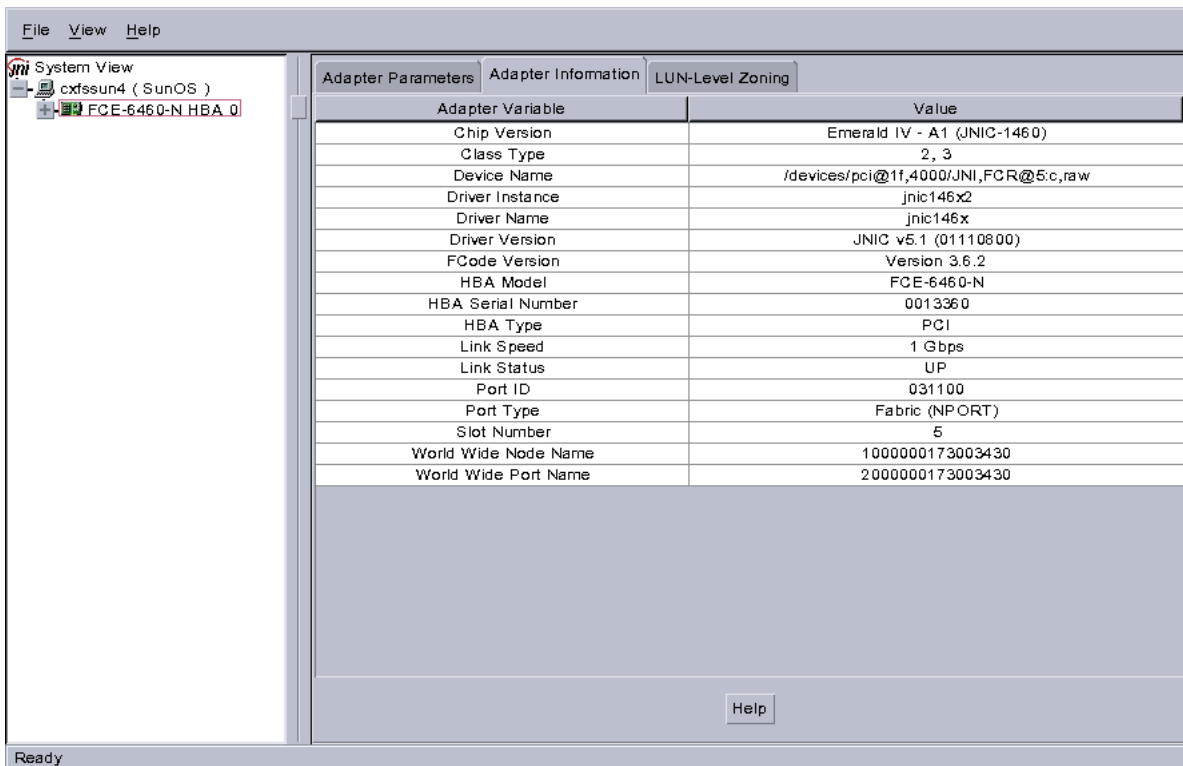 File View Help
jni System View
cxfssun4 ( SunOS )
FCE-6460-N HBA 0
Adapter Parameters Adapter Information LUN-Level Zoning
Adapter Variable Value
Chip Version Emerald IV - A1 (JNIC-1460)
Class Type 2, 3
Device Name /devices/pci@1f,4000/JNI,FCR@5:c,raw
Driver Instance jnic146x2
Driver Name jnic146x
Driver Version JNIC v5.1 (01110800)
FCode Version Version 3.6.2
HBA Model FCE-6460-N
HBA Serial Number 0013360
HBA Type PCI
Link Speed 1 Gbps
Link Status UP
Port ID 031100
Port Type Fabric (NPORT)
Slot Number 5
World Wide Node Name 1000000173003430
World Wide Port Name 2000000173003430
Help
Ready